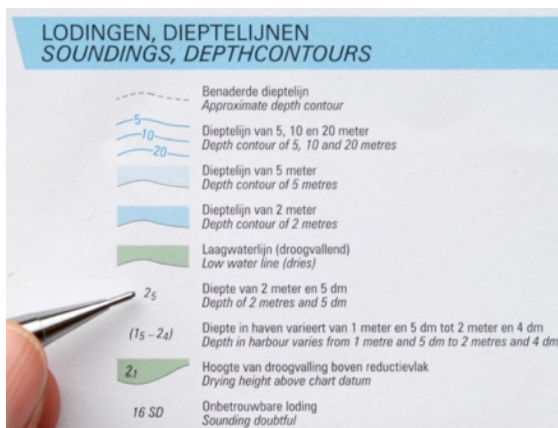 LODINGEN, DIEPTELIJNEN
SOUNDINGS, DEPTHCONTOURS
Benaderde dieptelijn
Approximate depth contour
5
10
20
Dieptelijn van 5, 10 en 20 meter
Depth contour of 5, 10 and 20 metres
Dieptelijn van 5 meter
Depth contour of 5 metres
Dieptelijn van 2 meter
Depth contour of 2 metres
Laagwaterlijn (droogvallend)
Low water line (dries)
2₅ Diepte van 2 meter en 5 dm
Depth of 2 metres and 5 dm
(1₅ – 2₄) Diepte in haven varieert van 1 meter en 5 dm tot 2 meter en 4 dm
Depth in harbour varies from 1 metre and 5 dm to 2 metres and 4 dm
2₁ Hoogte van droogvalling boven reductievlak
Drying height above chart datum
16 SD Onbetrouwbare loding
Sounding doubtful